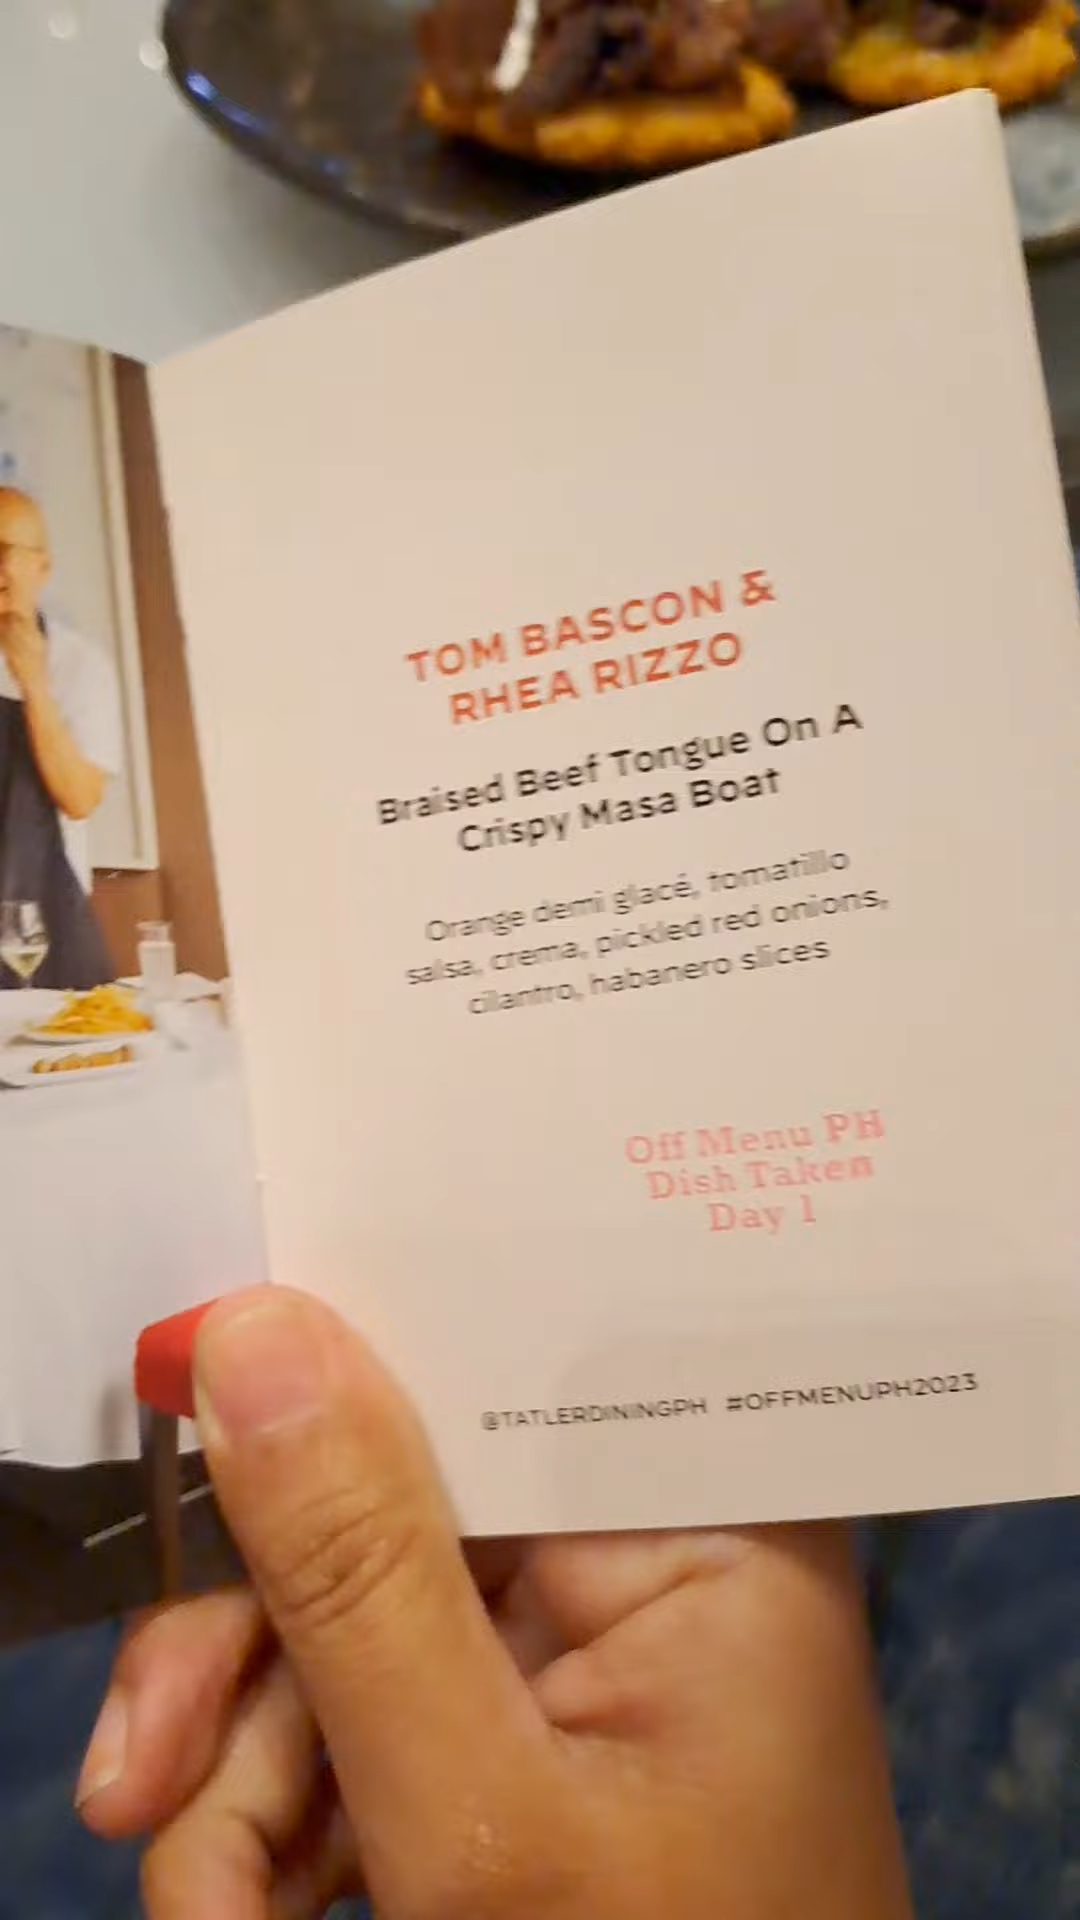 TOM BASCON &
RHEA RIZZO
Braised Beef Tongue On A
Crispy Masa Boat
Orange demi glacé, tomatillo
salsa, crema, pickled red onions,
cilantro, habanero slices
Off Menu PH
Dish Taken
Day 1
@TATLERDININGPH #OFFMENUPH2023